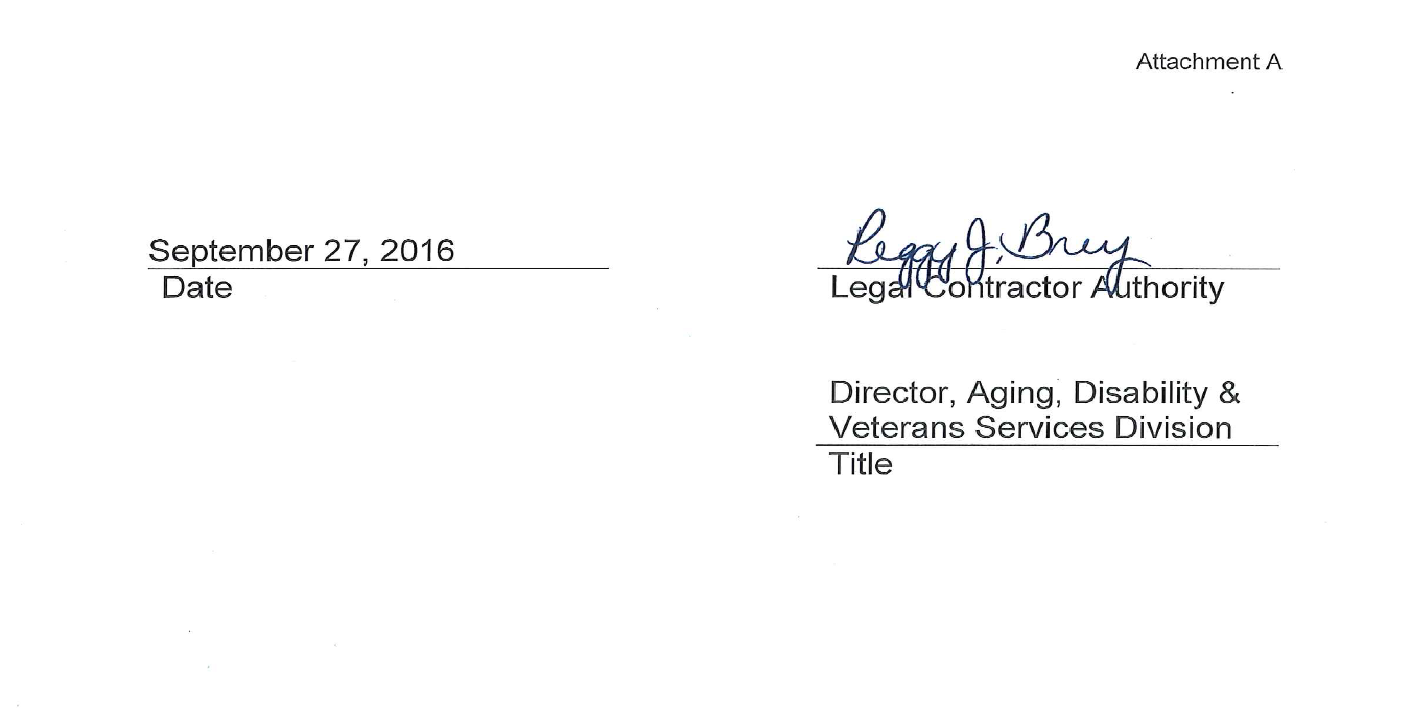 Attachment A
September 27, 2016
Date
Peggy J. Brey
Legal Contractor Authority
Director, Aging, Disability &
Veterans Services Division
Title